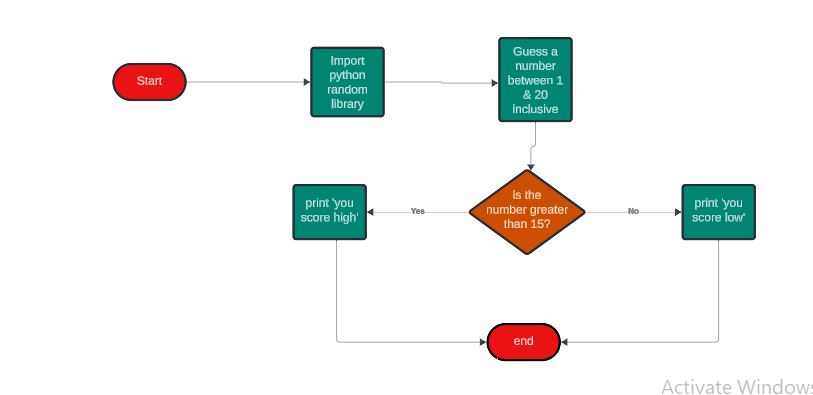 Start
Import
python
random
library
Guess a
number
between 1
& 20
inclusive
is the
number greater
than 15?
Yes
No
print 'you
score high'
print 'you
score low'
end
Activate Windows